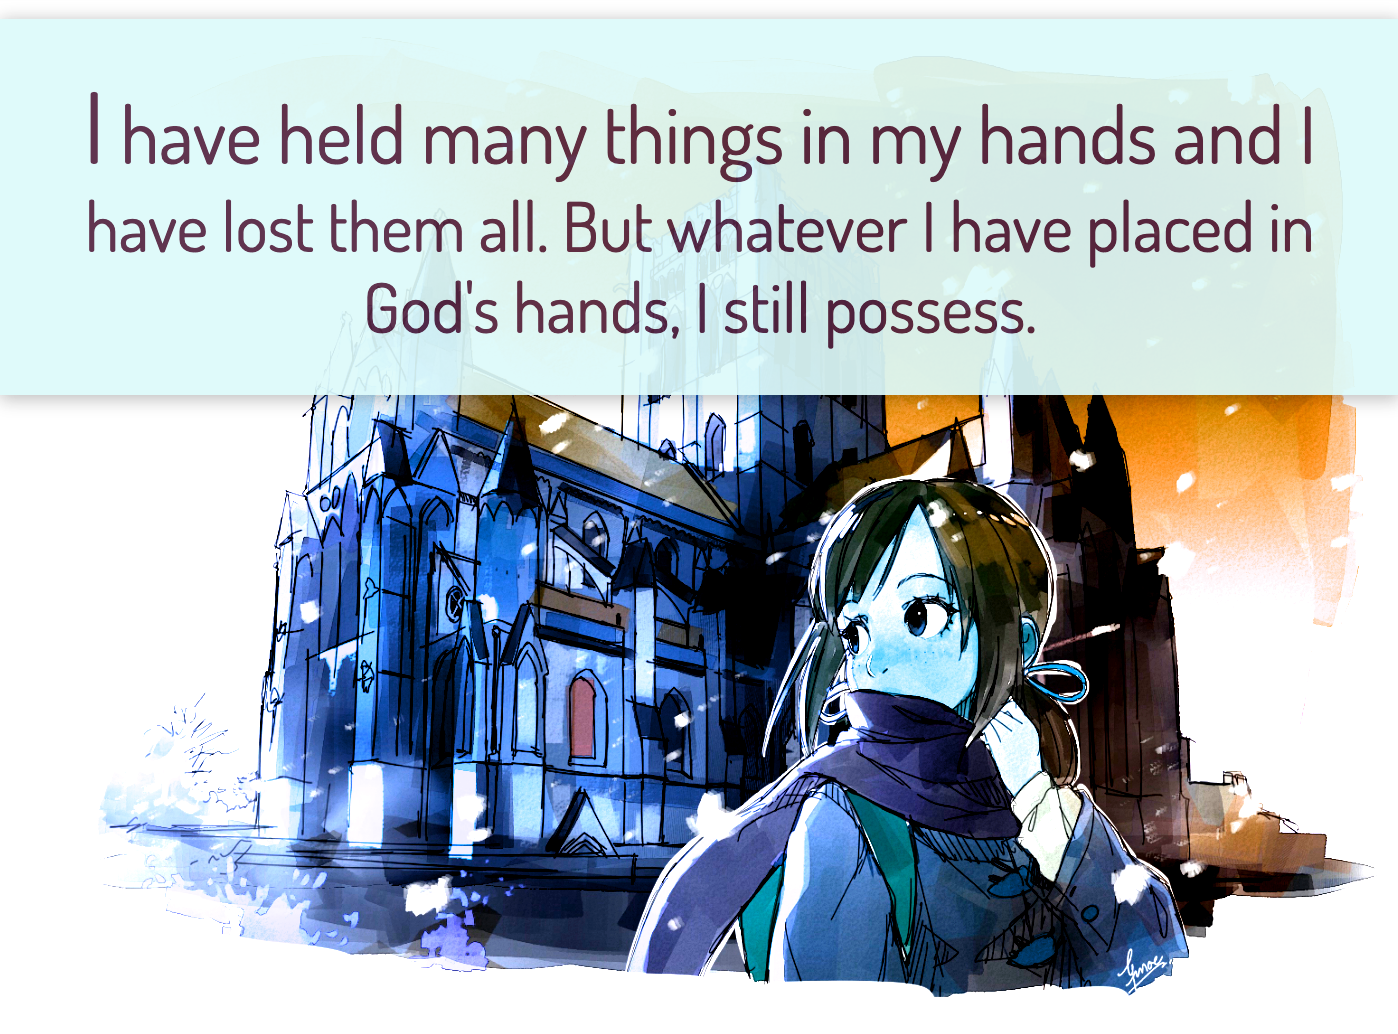 I have held many things in my hands and I
have lost them all. But whatever I have placed in
God's hands, I still possess.